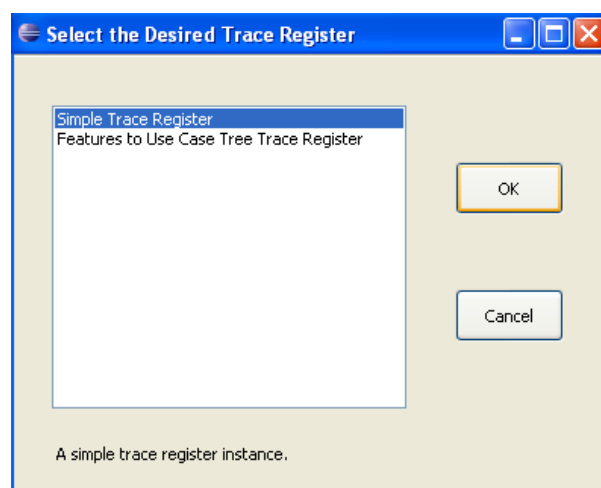 Select the Desired Trace Register
Simple Trace Register
Features to Use Case Tree Trace Register
OK
Cancel
A simple trace register instance.